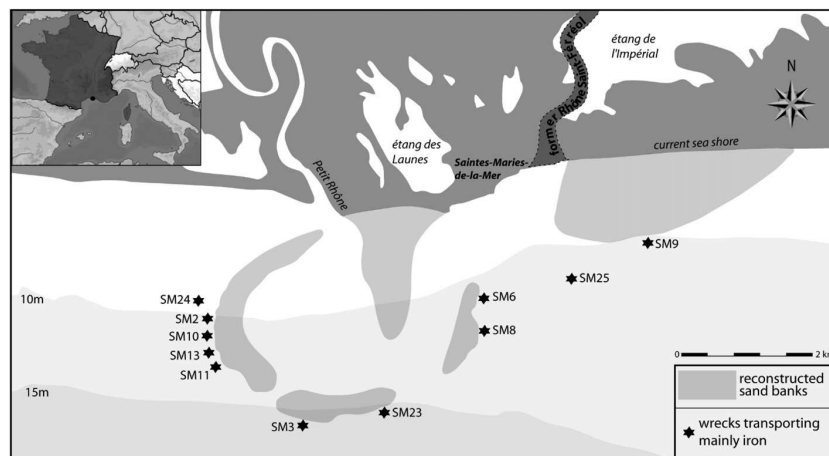 étang de
l'Impérial
N
former Rhône Saint-Ferréol
étang des
Launes
current sea shore
Petit Rhône
Saintes-Maries-
de-la-Mer
SM9
SM25
10m
SM24
SM6
SM2
SM8
SM10
SM13
SM11
0 2 km
15m
reconstructed
sand banks
SM23
SM3
wrecks transporting
mainly iron